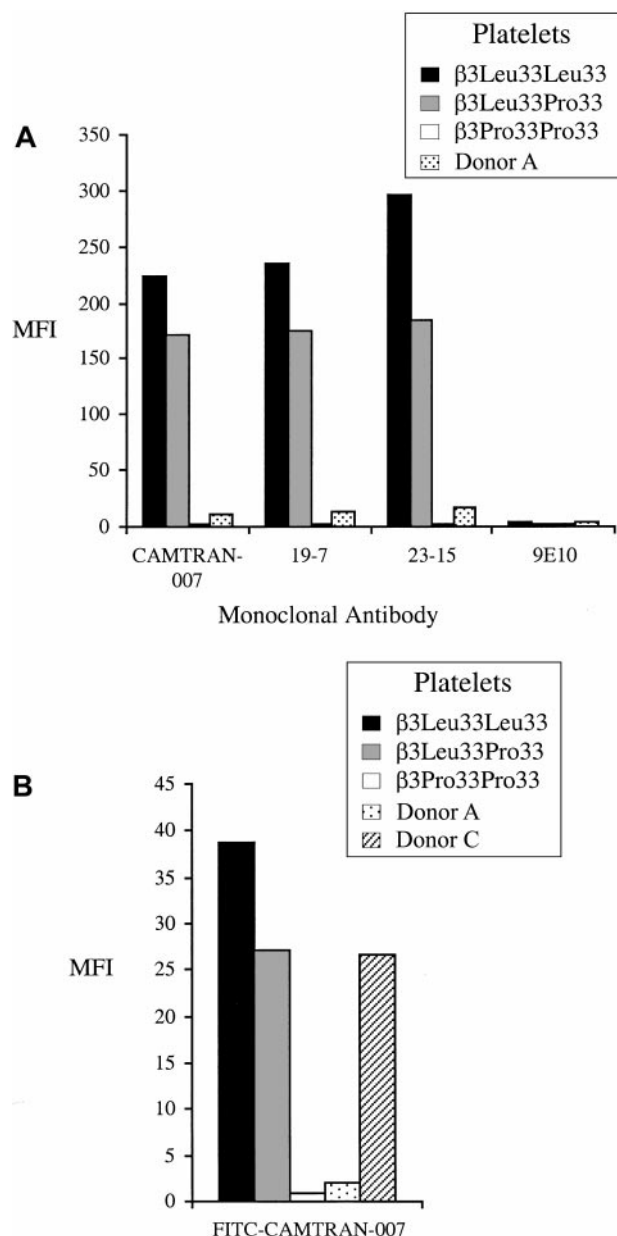 Platelets
β3Leu33Leu33
β3Leu33Pro33
β3Pro33Pro33
Donor A
A
350
300
250
200
150
100
50
0
MFI
CAMTRAN-
007
19-7
23-15
9E10
Monoclonal Antibody
Platelets
β3Leu33Leu33
β3Leu33Pro33
β3Pro33Pro33
Donor A
Donor C
B
45
40
35
30
25
20
15
10
5
0
MFI
FITC-CAMTRAN-007